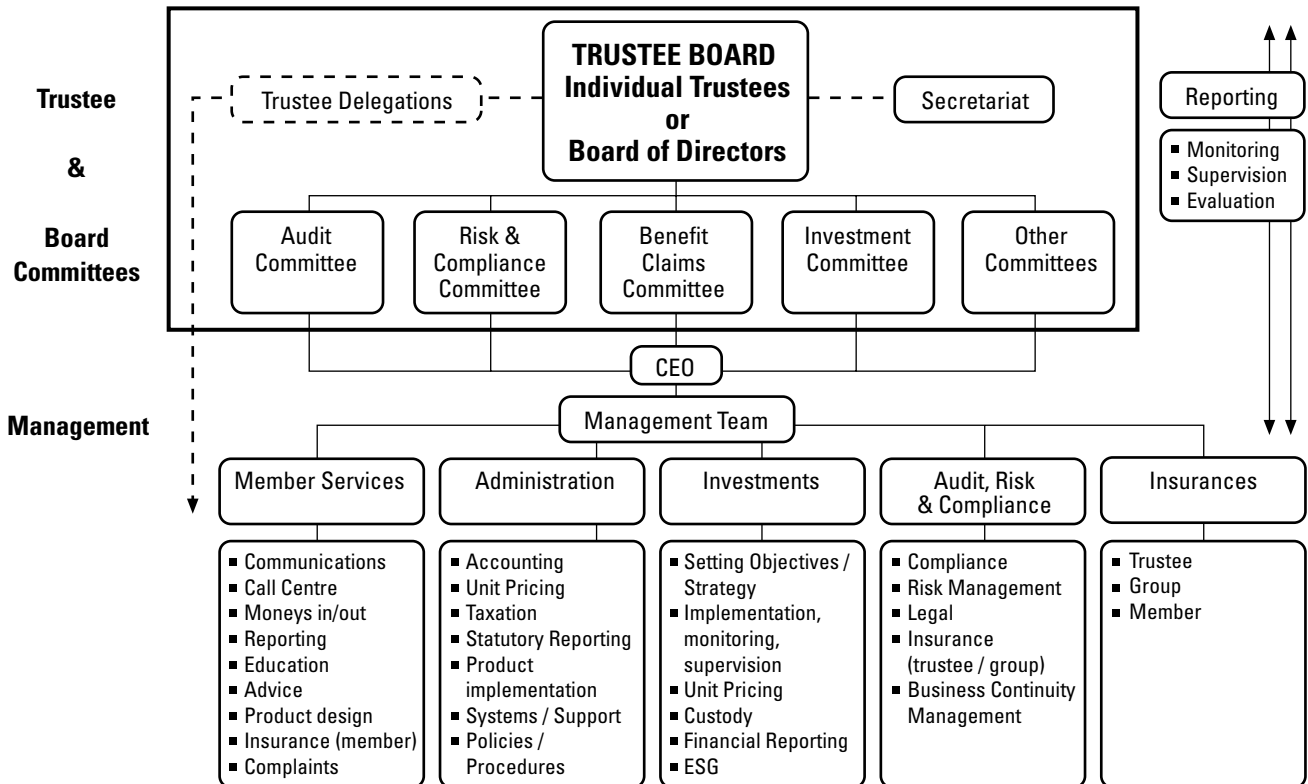 TRUSTEE BOARD
Individual Trustees
or
Board of Directors
Trustee Delegations
Secretariat
Reporting
▪ Monitoring
▪ Supervision
▪ Evaluation
Trustee
&
Board
Committees
Audit
Committee
Risk &
Compliance
Committee
Benefit
Claims
Committee
Investment
Committee
Other
Committees
CEO
Management
Management Team
Member Services
Administration
Investments
Audit, Risk
& Compliance
Insurances
▪ Communications
▪ Call Centre
▪ Moneys in/out
▪ Reporting
▪ Education
▪ Advice
▪ Product design
▪ Insurance (member)
▪ Complaints
▪ Accounting
▪ Unit Pricing
▪ Taxation
▪ Statutory Reporting
▪ Product
implementation
▪ Systems / Support
▪ Policies /
Procedures
▪ Setting Objectives /
Strategy
▪ Implementation,
monitoring,
supervision
▪ Unit Pricing
▪ Custody
▪ Financial Reporting
▪ ESG
▪ Compliance
▪ Risk Management
▪ Legal
▪ Insurance
(trustee / group)
▪ Business Continuity
Management
▪ Trustee
▪ Group
▪ Member